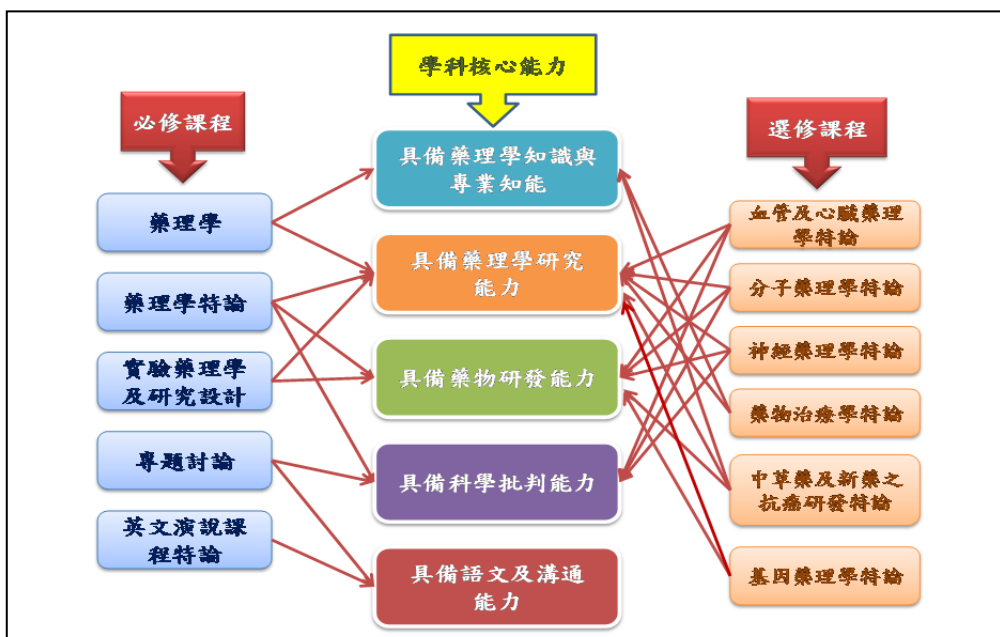 學科核心能力
必修課程
選修課程
藥理學
藥理學特論
實驗藥理學
及研究設計
專題討論
英文演說課
程特論
具備藥理學知識與
專業知能
具備藥理學研究
能力
具備藥物研發能力
具備科學批判能力
具備語文及溝通
能力
血管及心臟藥理
學特論
分子藥理學特論
神經藥理學特論
藥物治療學特論
中草藥及新藥之
抗癌研發特論
基因藥理學特論